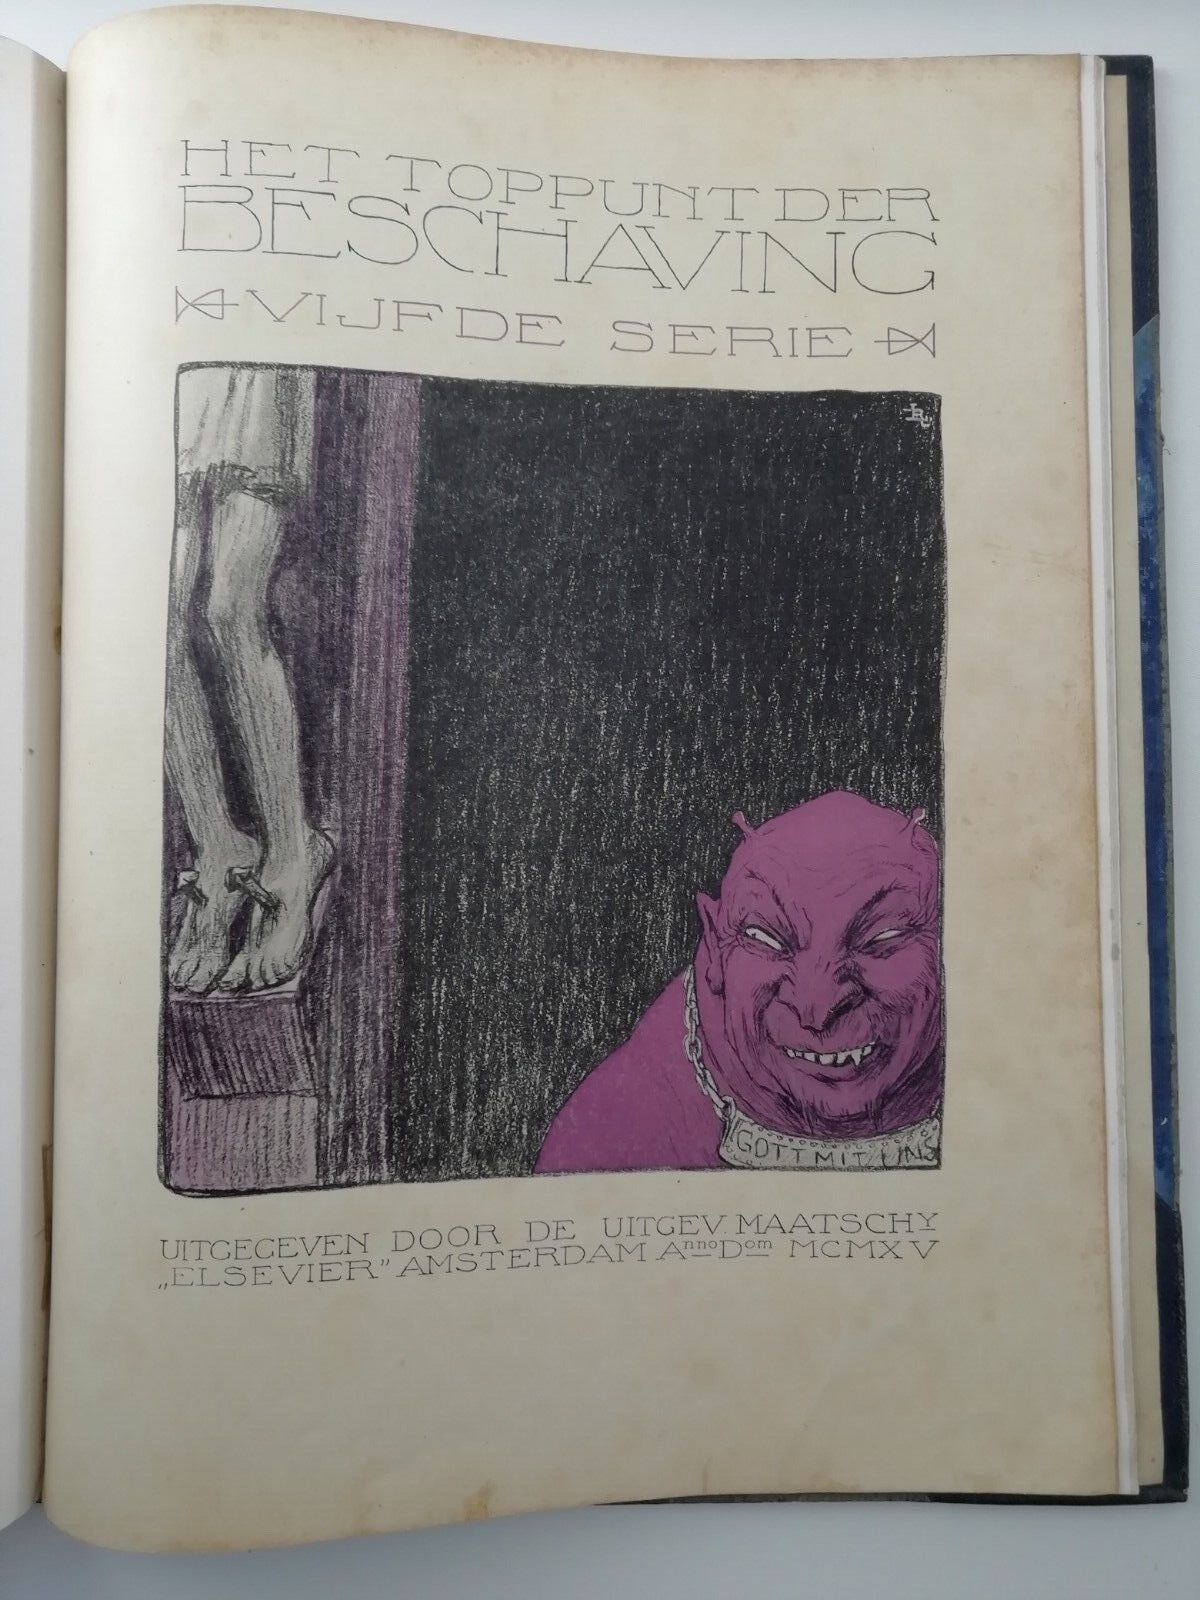 HET TOPPUNT DER
BESCHAVING
VIJFDE SERIE
GOTT MIT UNS
UITGEGEVEN DOOR DE UITGEV. MAATSCHY
„ELSEVIER” AMSTERDAM Anno Dom MCMXV